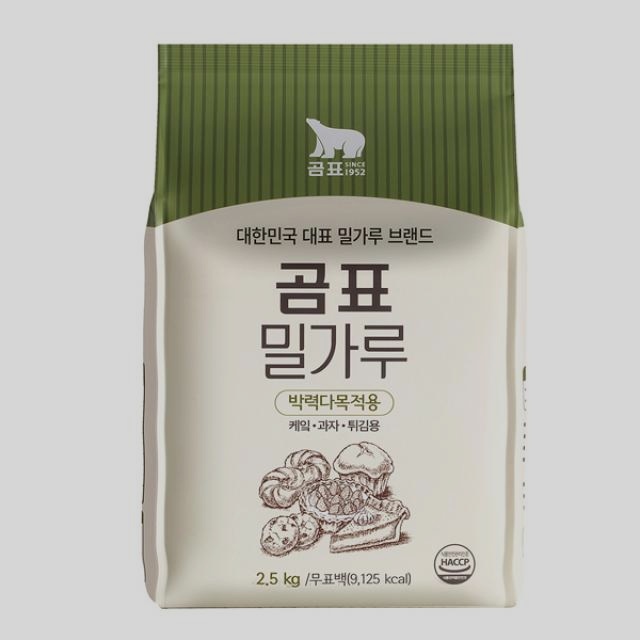 곰표 SINCE 1952
대한민국 대표 밀가루 브랜드
곰표
밀가루
박력다목적용
케잌•과자•튀김용
HACCP
2.5 kg /무표백(9,125 kcal)